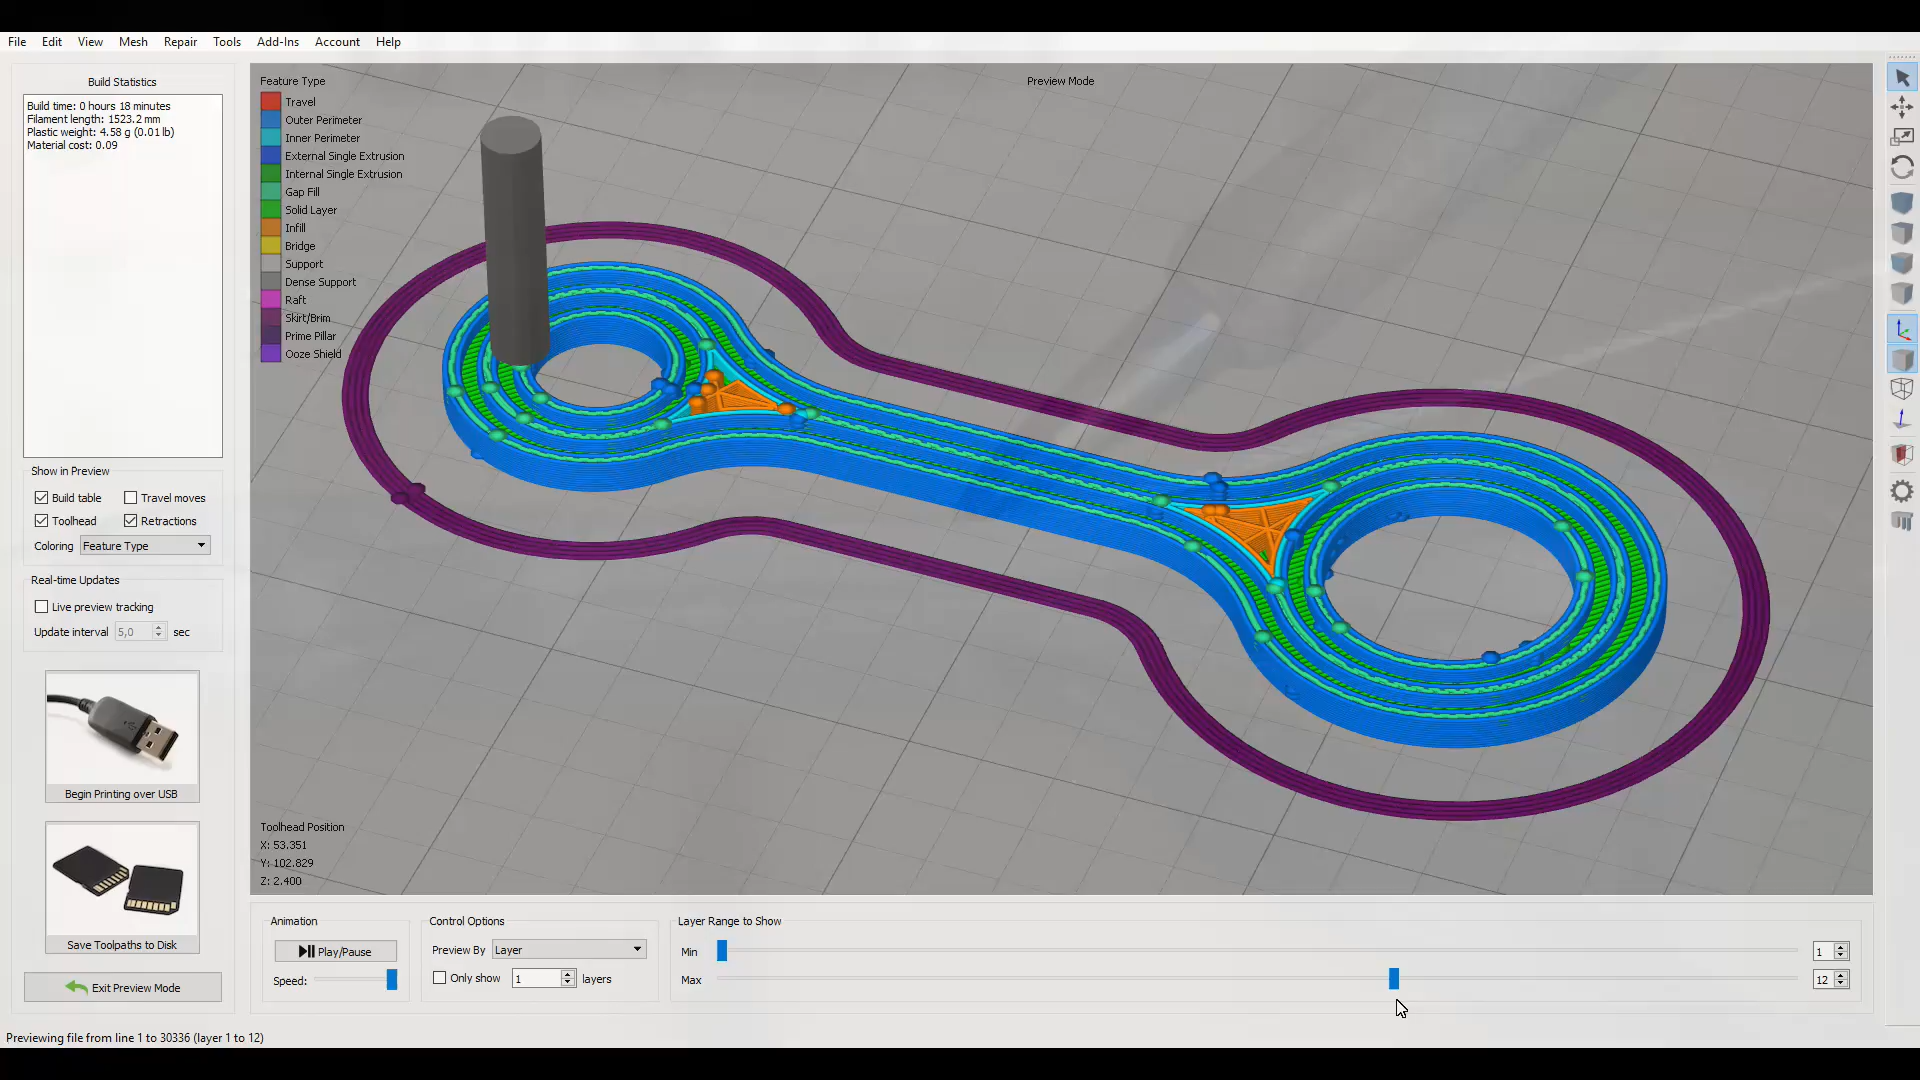 File Edit View Mesh Repair Tools Add-Ins Account Help
Build Statistics
Build time: 0 hours 18 minutes
Filament length: 1523.2 mm
Plastic weight: 4.58 g (0.01 lb)
Material cost: 0.09
Show in Preview
Build table Travel moves
Toolhead Retractions
Coloring Feature Type
Real-time Updates
Live preview tracking
Update interval 5,0 sec
Begin Printing over USB
Save Toolpaths to Disk
Exit Preview Mode
Feature Type
Travel
Outer Perimeter
Inner Perimeter
External Single Extrusion
Internal Single Extrusion
Gap Fill
Solid Layer
Infill
Bridge
Support
Dense Support
Raft
Skirt/Brim
Prime Pillar
Ooze Shield
Preview Mode
Toolhead Position
X: 53.351
Y: 102.829
Z: 2.400
Animation
Play/Pause
Speed:
Control Options
Preview By Layer
Only show 1 layers
Layer Range to Show
Min 1
Max 12
Previewing file from line 1 to 30336 (layer 1 to 12)